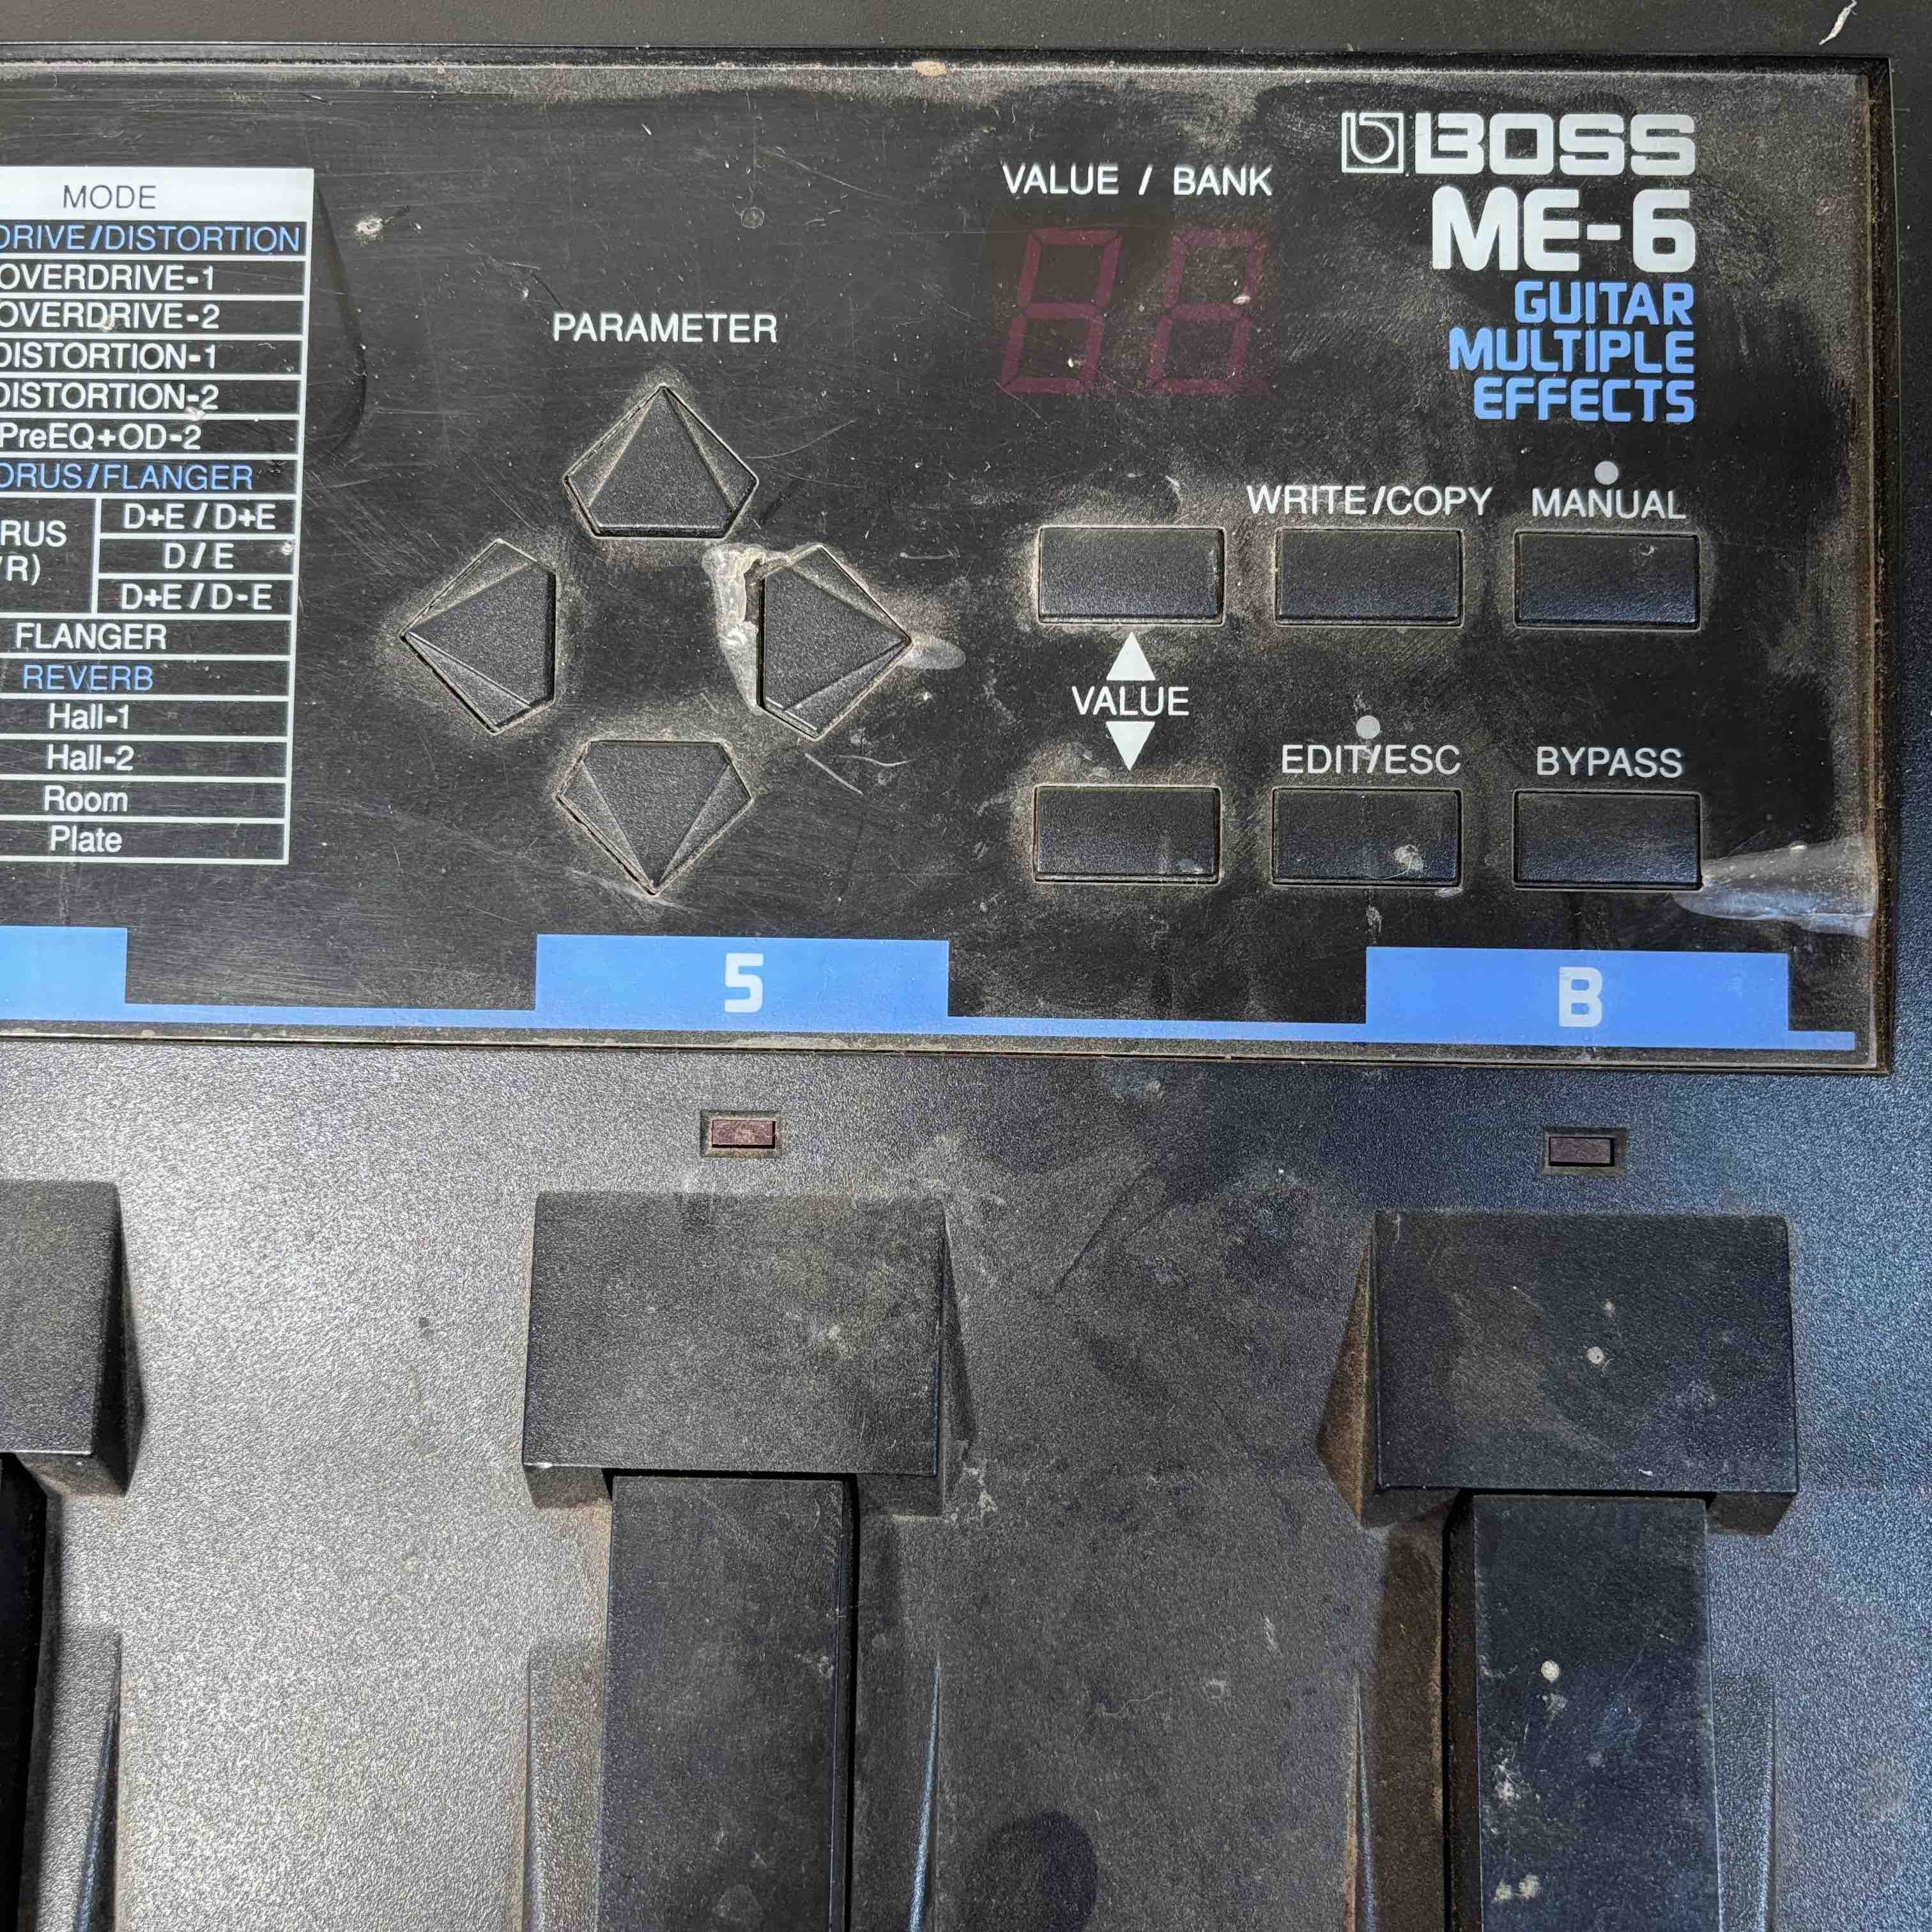 BOSS
ME-6
GUITAR
MULTIPLE
EFFECTS
VALUE / BANK
MODE
DRIVE/DISTORTION
OVERDRIVE-1
OVERDRIVE-2
DISTORTION-1
DISTORTION-2
PreEQ+OD-2
ORUS/FLANGER
RUS
/R)
D+E / D+E
D / E
D+E / D-E
FLANGER
REVERB
Hall-1
Hall-2
Room
Plate
PARAMETER
WRITE/COPY
MANUAL
VALUE
EDIT/ESC
BYPASS
5
B